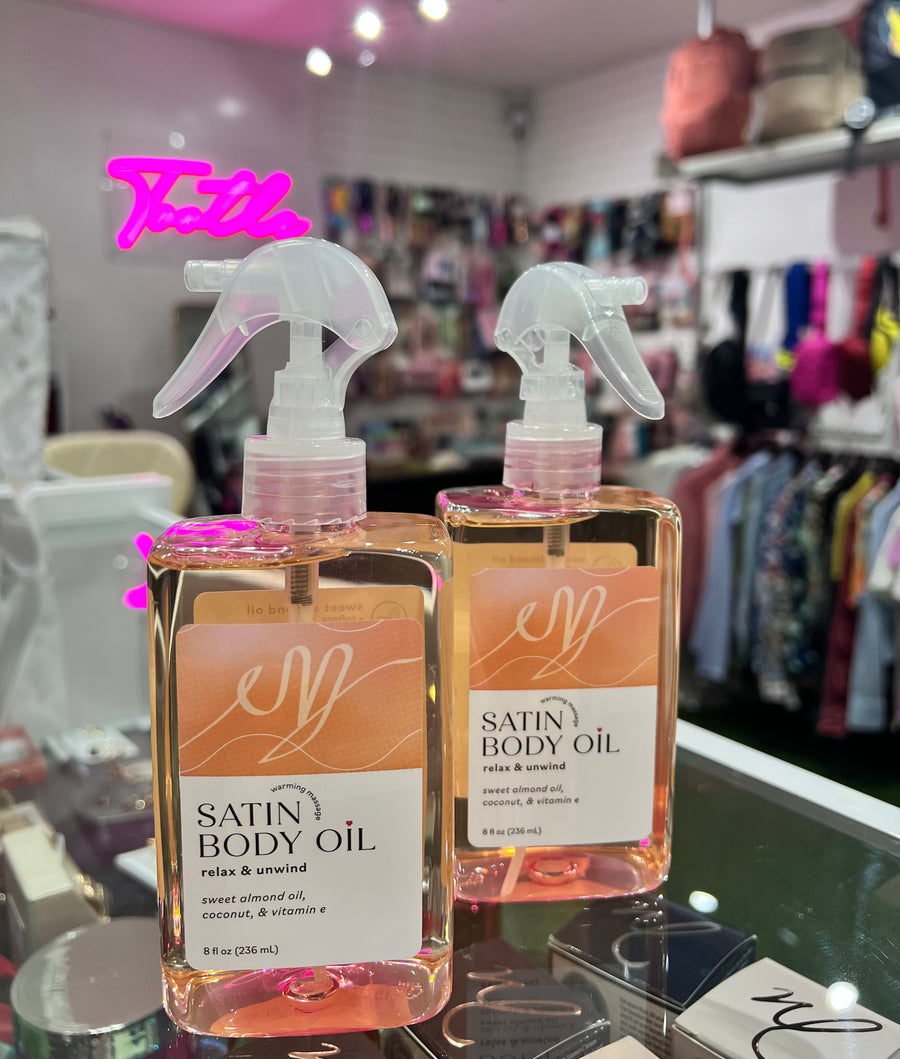 Tootle
warming massage
SATIN
BODY OIL
relax & unwind
sweet almond oil,
coconut, & vitamin e
8 fl oz (236 mL)
warming massage
SATIN
BODY OIL
relax & unwind
sweet almond oil,
coconut, & vitamin e
8 fl oz (236 mL)